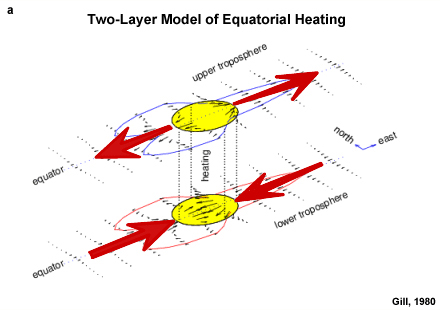 a
Two-Layer Model of Equatorial Heating
upper troposphere
north
east
equator
heating
lower troposphere
equator
Gill, 1980